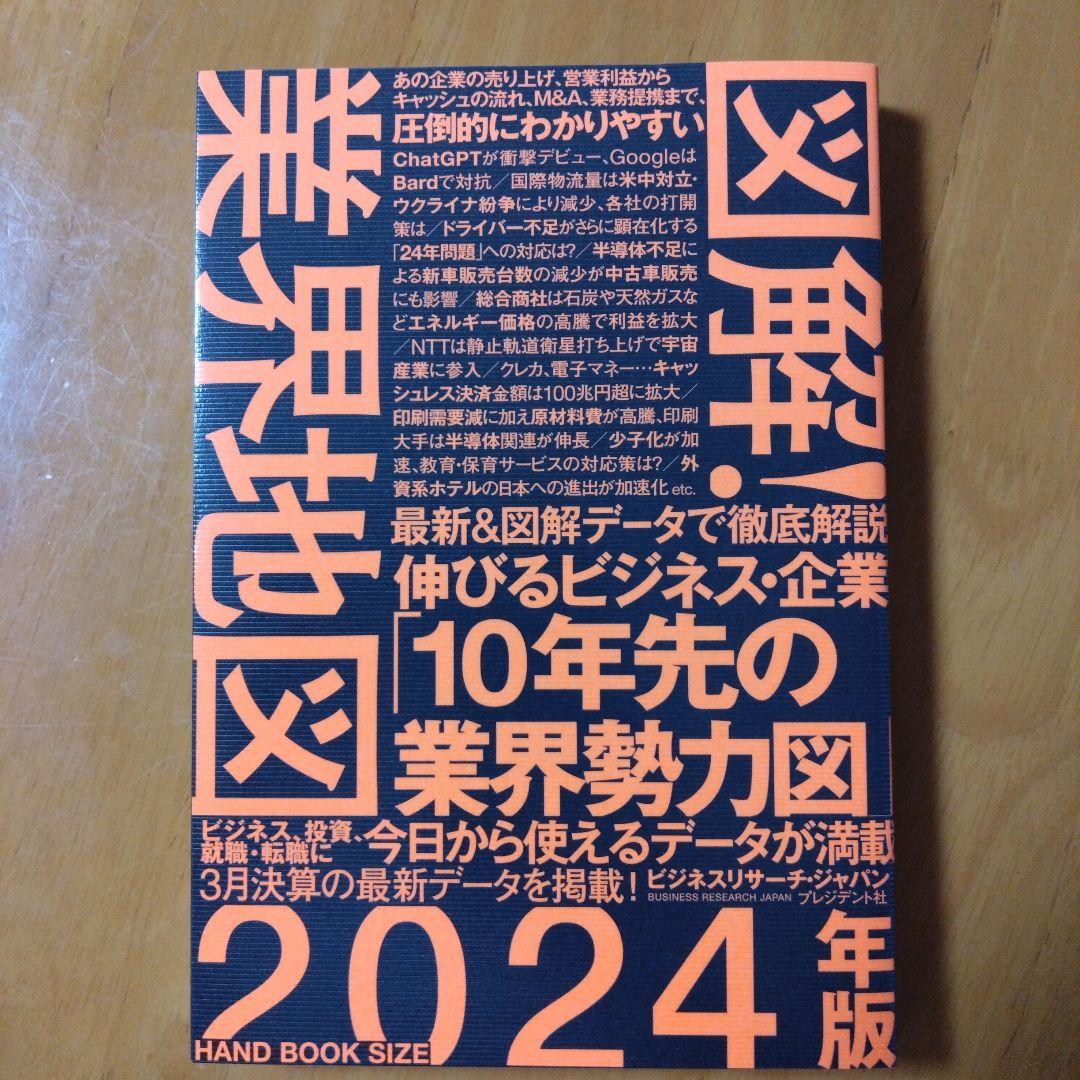 図解!
業界地図
あの企業の売り上げ、営業利益から
キャッシュの流れ、M&A、業務提携まで、
圧倒的にわかりやすい
ChatGPTが衝撃デビュー、Googleは
Bardで対抗／国際物流量は米中対立・
ウクライナ紛争により減少、各社の打開
策は／ドライバー不足がさらに顕在化する
「24年問題」への対応は?／半導体不足に
よる新車販売台数の減少が中古車販売
にも影響／総合商社は石炭や天然ガスな
どエネルギー価格の高騰で利益を拡大
／NTTは静止軌道衛星打ち上げで宇宙
産業に参入／クレカ、電子マネー…キャッ
シュレス決済金額は100兆円超に拡大／
印刷需要減に加え原材料費が高騰、印刷
大手は半導体関連が伸長／少子化が加
速、教育・保育サービスの対応策は?／外
資系ホテルの日本への進出が加速化 etc.
最新&図解データで徹底解説
伸びるビジネス・企業
「10年先の
業界勢力図」
ビジネス、投資、
就職・転職に
今日から使えるデータが満載
3月決算の最新データを掲載!
ビジネスリサーチ・ジャパン
BUSINESS RESEARCH JAPAN プレジデント社
2024年版
HAND BOOK SIZE